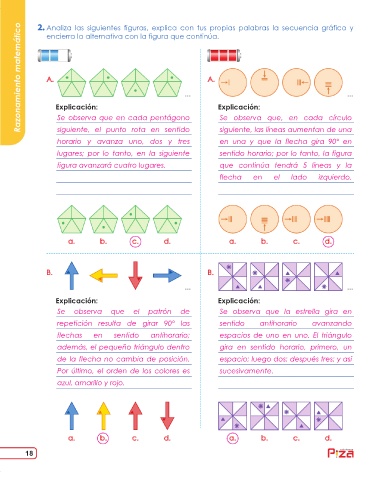 Razonamiento matemático
2. Analiza las siguientes figuras, explica con tus propias palabras la secuencia gráfica y
encierra la alternativa con la figura que continúa.
A.
...
Explicación:
Se observa que en cada pentágono
siguiente, el punto rota en sentido
horario y avanza uno, dos y tres
lugares; por lo tanto, en la siguiente
figura avanzará cuatro lugares.
a. b. c. d.
A.
...
Explicación:
Se observa que, en cada círculo
siguiente, las líneas aumentan de una
en una y que la flecha gira 90° en
sentido horario; por lo tanto, la figura
que continúa tendrá 5 líneas y la
flecha en el lado izquierdo.
a. b. c. d.
B.
...
Explicación:
Se observa que el patrón de
repetición resulta de girar 90° las
flechas en sentido antihorario;
además, el pequeño triángulo dentro
de la flecha no cambia de posición.
Por último, el orden de los colores es
azul, amarillo y rojo.
a. b. c. d.
B.
...
Explicación:
Se observa que la estrella gira en
sentido antihorario avanzando
espacios de uno en uno. El triángulo
gira en sentido horario, primero, un
espacio; luego dos; después tres; y así
sucesivamente.
a. b. c. d.
18